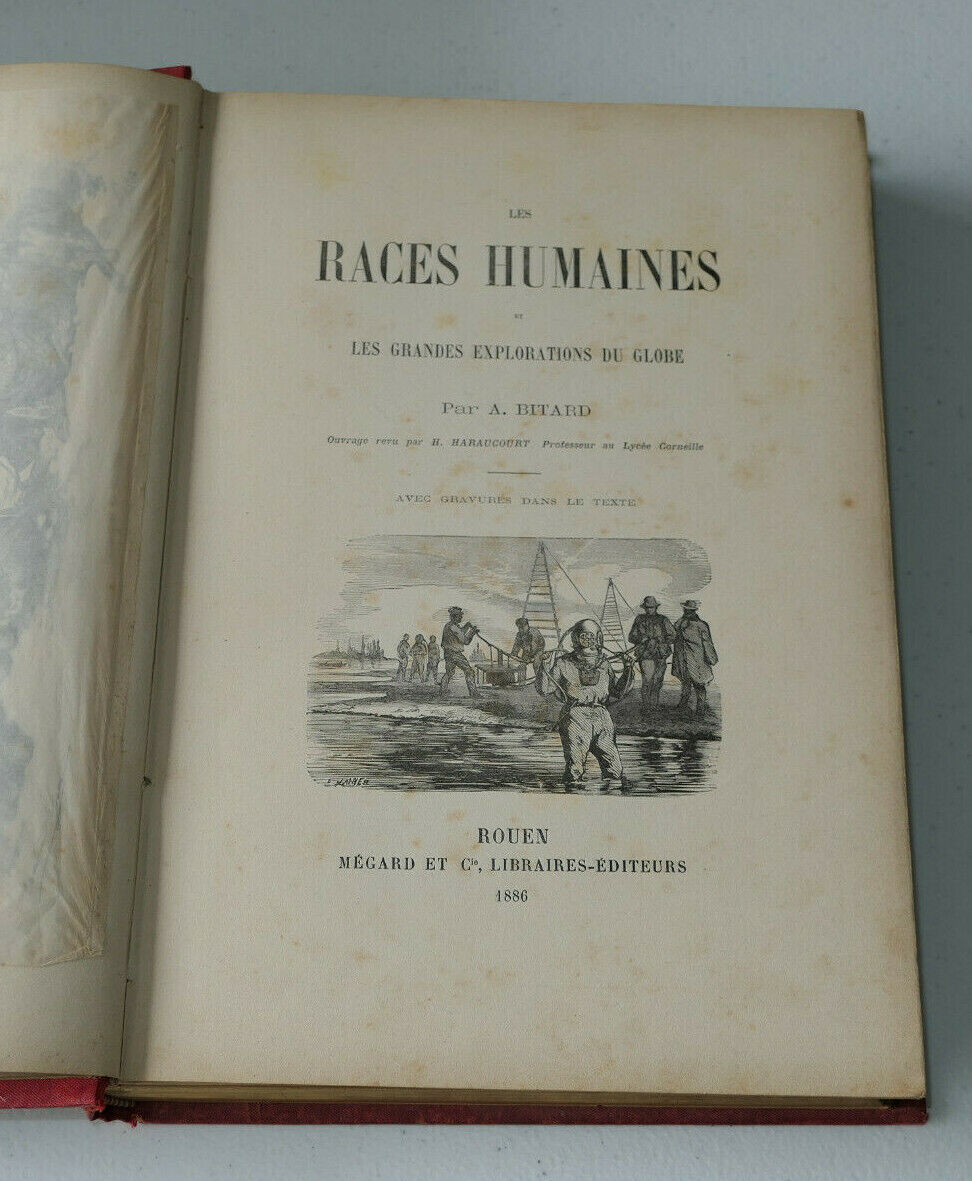 LES
RACES HUMAINES
ET
LES GRANDES EXPLORATIONS DU GLOBE
Par A. BITARD
Ouvrage revu par H. HARAUCOURT Professeur au Lycée Corneille
AVEC GRAVURES DANS LE TEXTE
ROUEN
MÉGARD ET Cie, LIBRAIRES-ÉDITEURS
1886